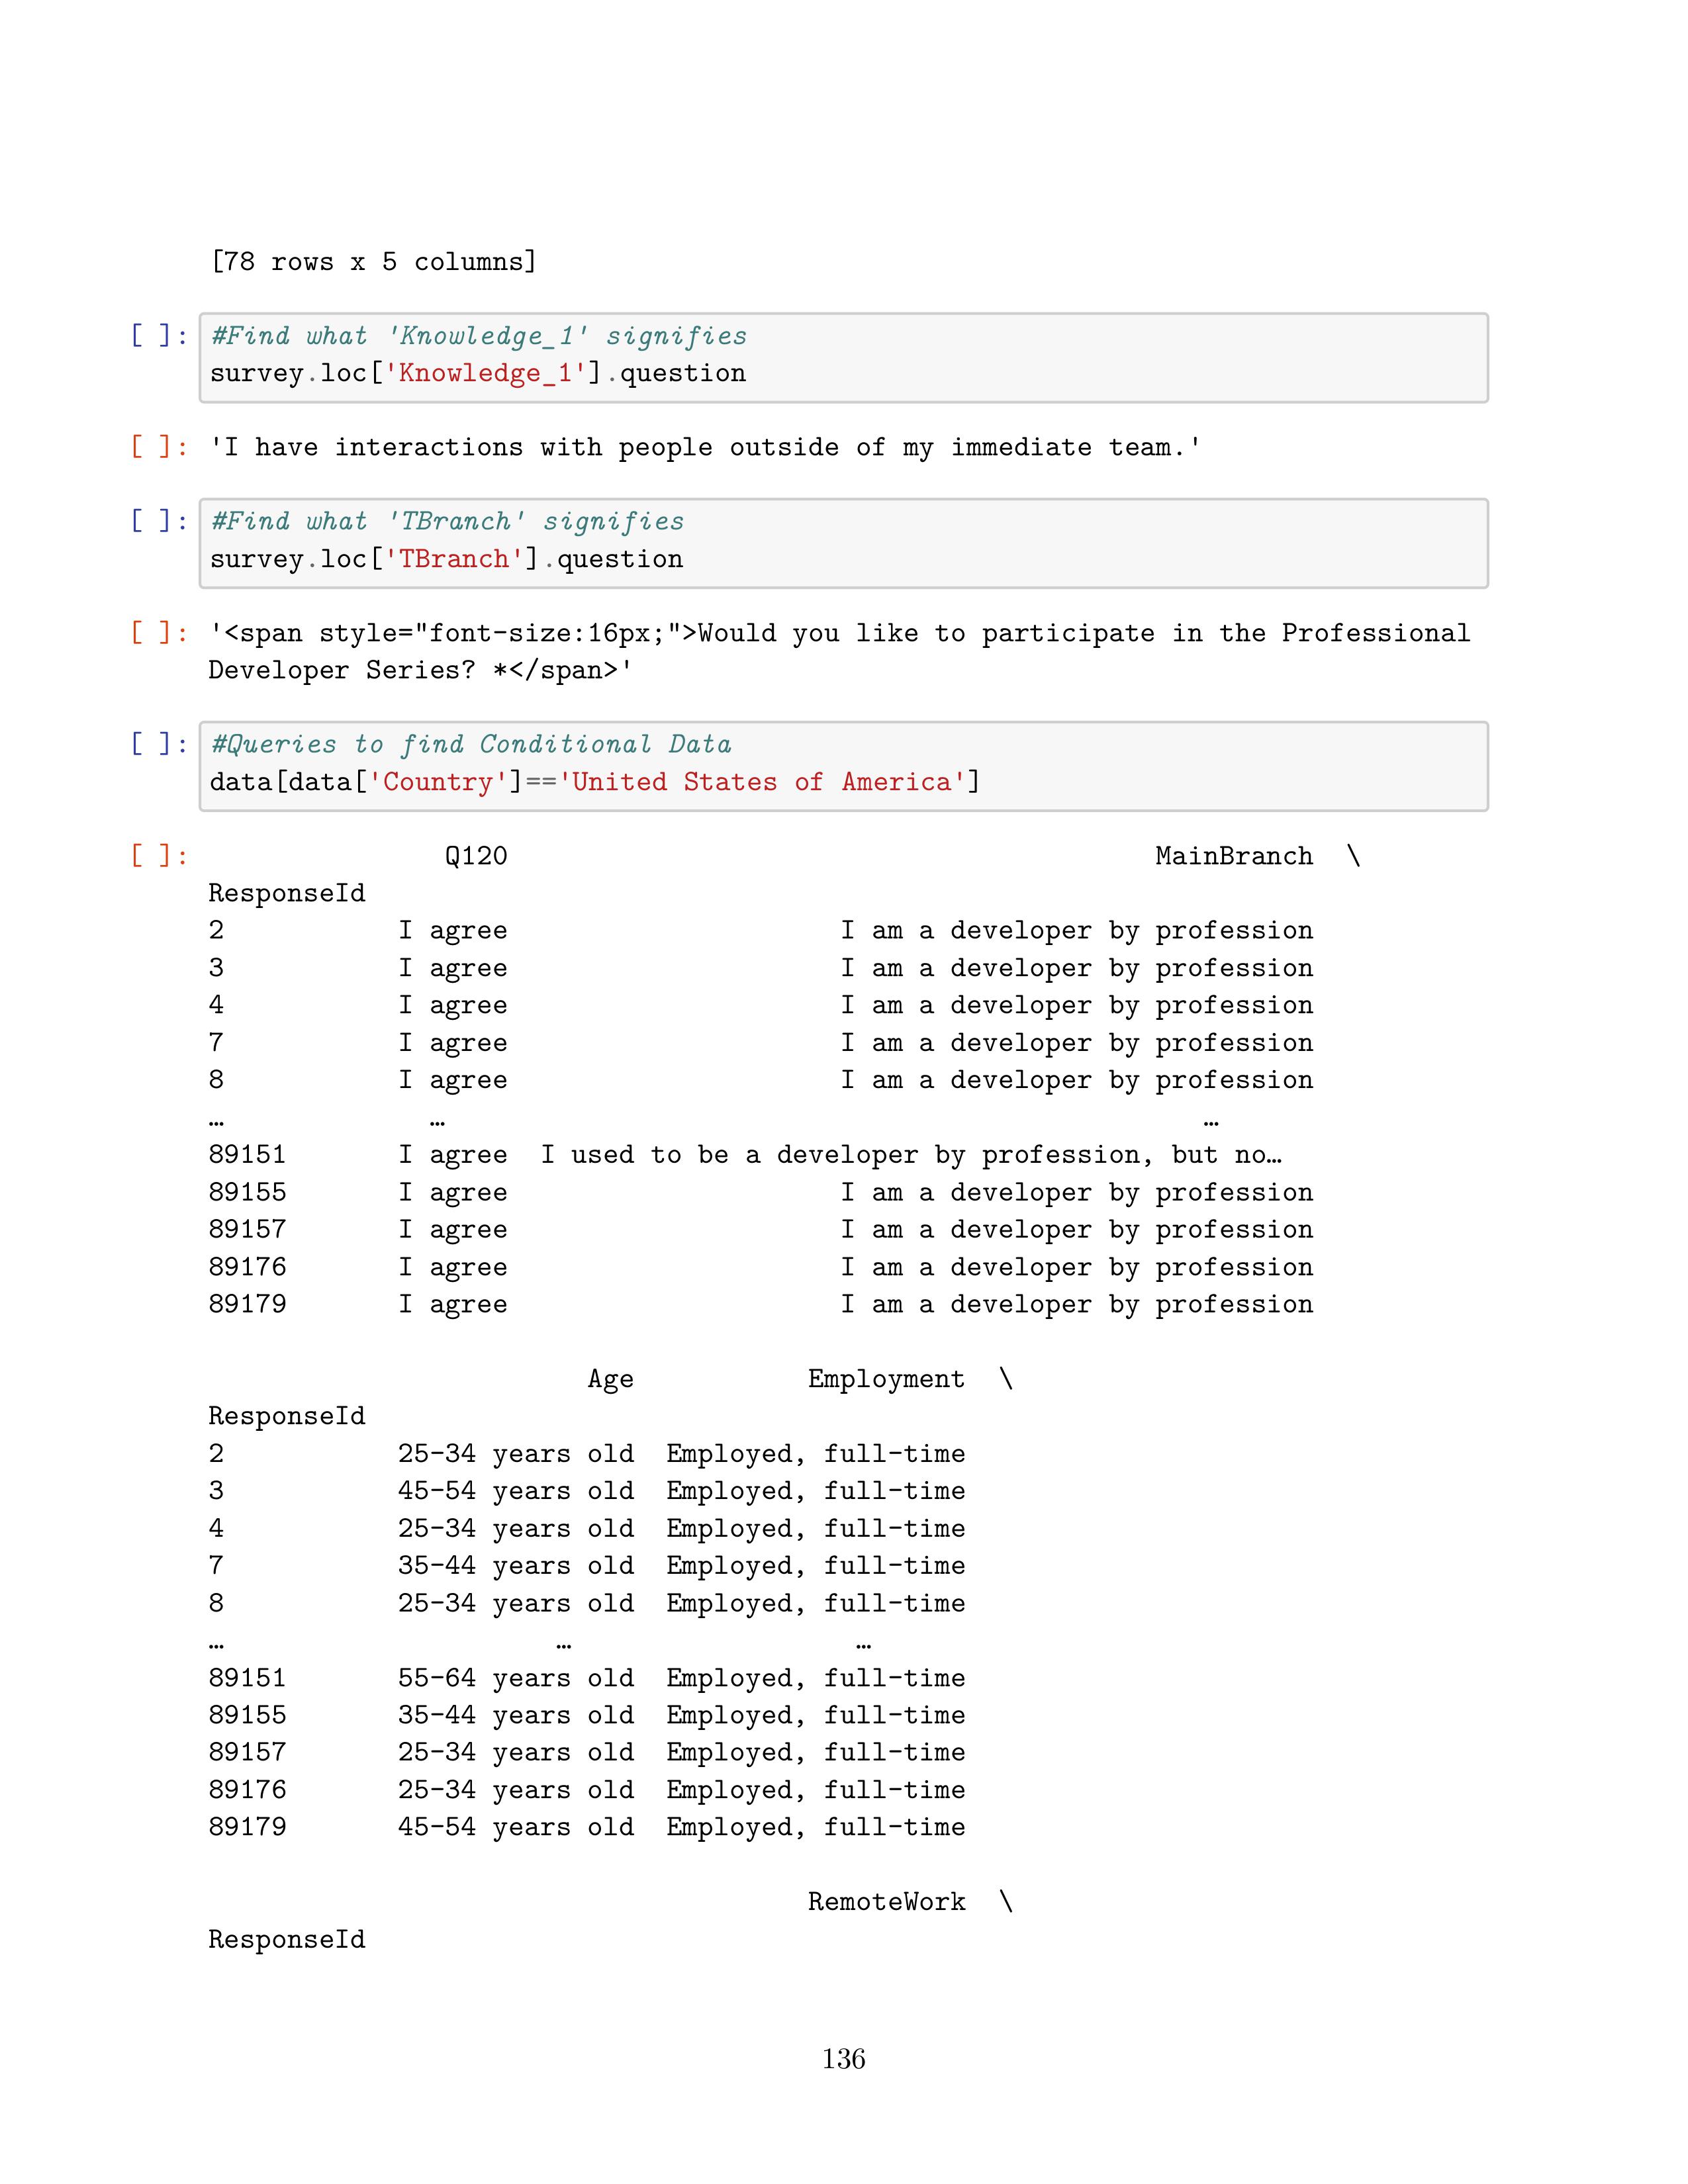 [78 rows x 5 columns]
[ ]: #Find what 'Knowledge_1' signifies
survey.loc['Knowledge_1'].question
[ ]: 'I have interactions with people outside of my immediate team.'
[ ]: #Find what 'TBranch' signifies
survey.loc['TBranch'].question
[ ]: '<span style="font-size:16px;">Would you like to participate in the Professional
Developer Series? *</span>'
[ ]: #Queries to find Conditional Data
data[data['Country']=='United States of America']
[ ]: Q120 MainBranch \
ResponseId
2 I agree I am a developer by profession
3 I agree I am a developer by profession
4 I agree I am a developer by profession
7 I agree I am a developer by profession
8 I agree I am a developer by profession
… … …
89151 I agree I used to be a developer by profession, but no…
89155 I agree I am a developer by profession
89157 I agree I am a developer by profession
89176 I agree I am a developer by profession
89179 I agree I am a developer by profession
Age Employment \
ResponseId
2 25-34 years old Employed, full-time
3 45-54 years old Employed, full-time
4 25-34 years old Employed, full-time
7 35-44 years old Employed, full-time
8 25-34 years old Employed, full-time
… … …
89151 55-64 years old Employed, full-time
89155 35-44 years old Employed, full-time
89157 25-34 years old Employed, full-time
89176 25-34 years old Employed, full-time
89179 45-54 years old Employed, full-time
RemoteWork \
ResponseId
136